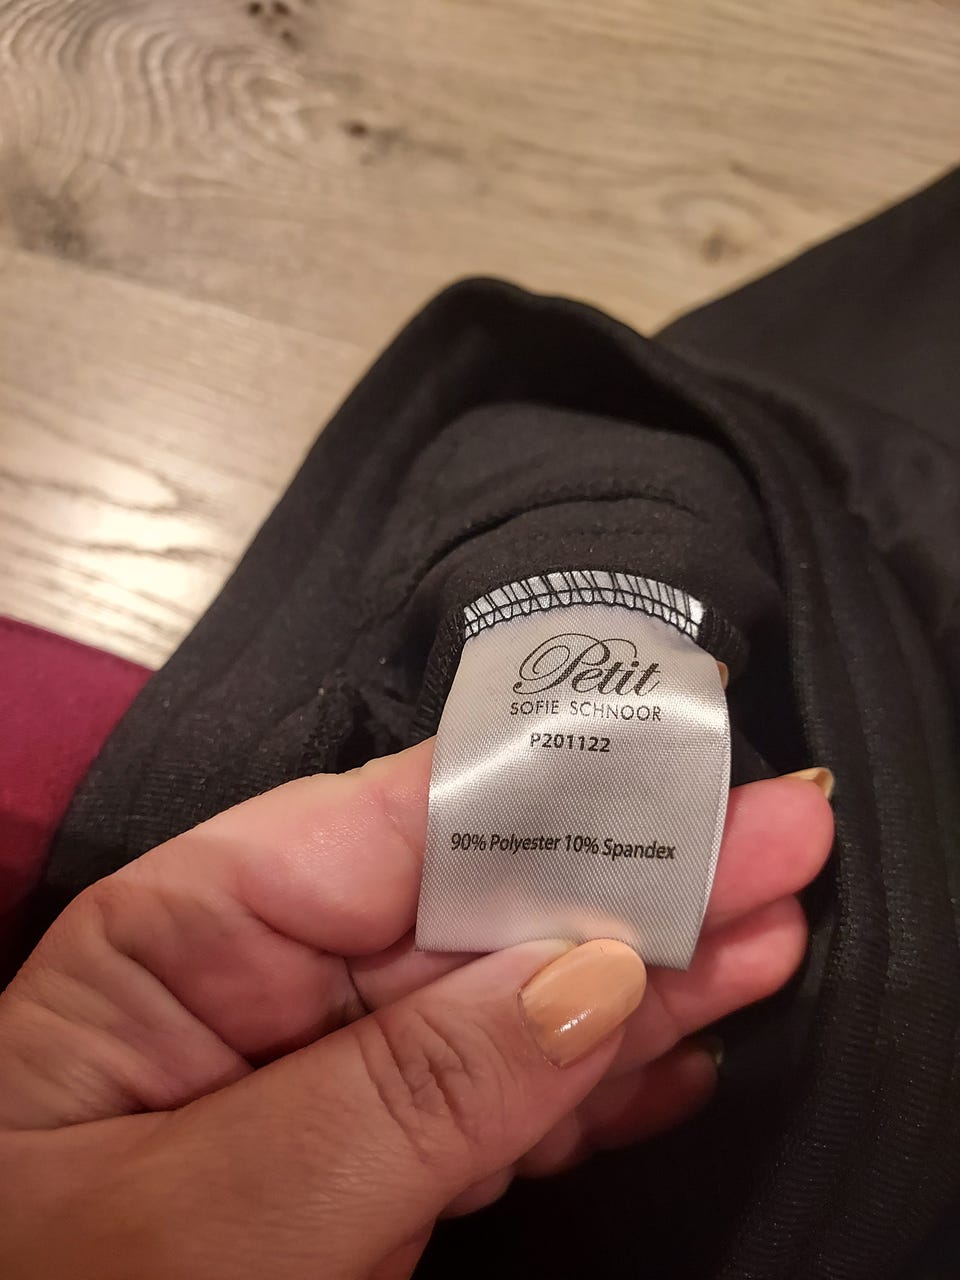 Petit
SOFIE SCHNOOR
P201122
90% Polyester 10% Spandex